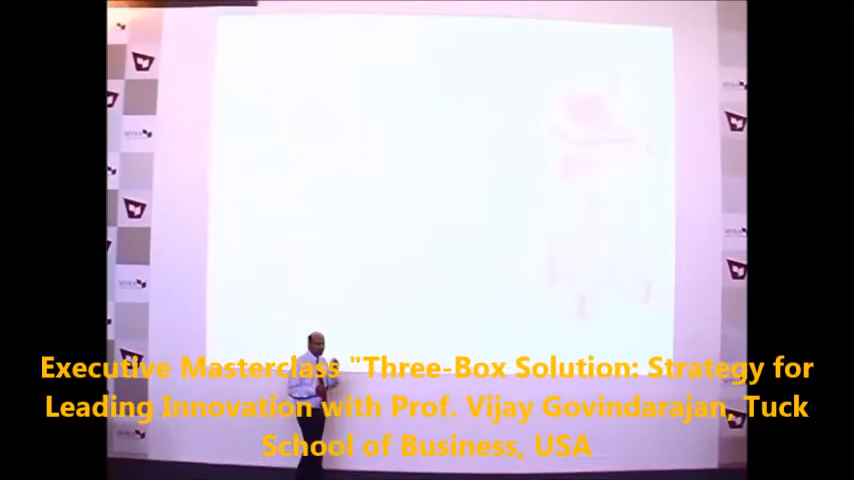 Executive Masterclass "Three-Box Solution: Strategy for
Leading Innovation with Prof. Vijay Govindarajan, Tuck
School of Business, USA